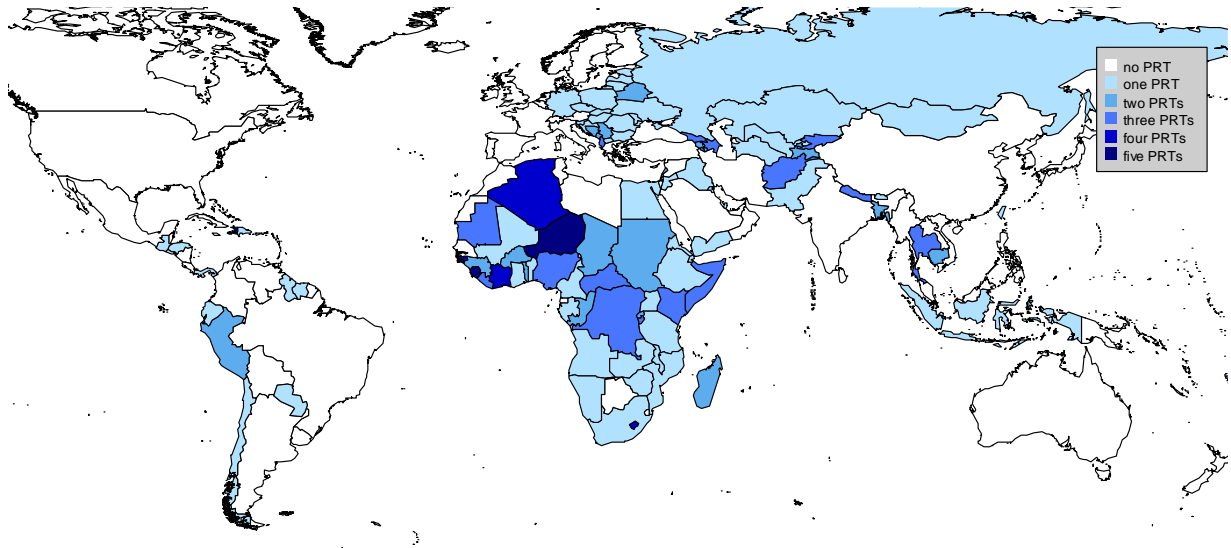 no PRT
one PRT
two PRTs
three PRTs
four PRTs
five PRTs